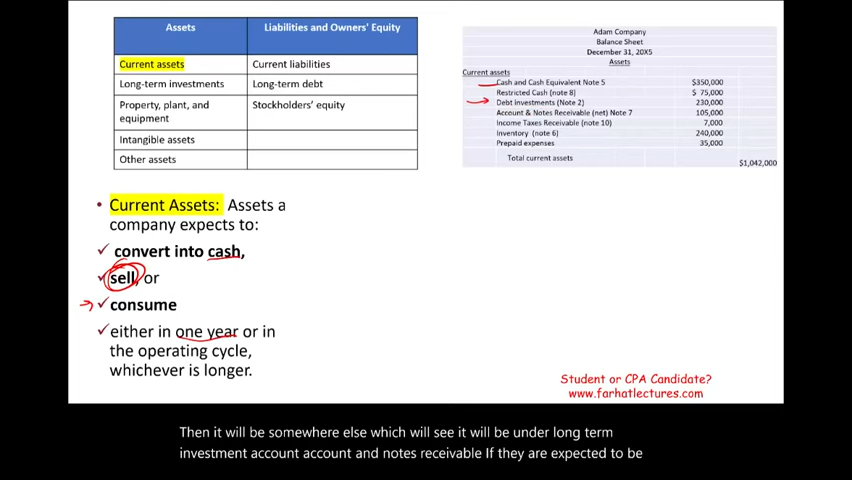 Assets Liabilities and Owners' Equity
Current assets Current liabilities
Long-term investments Long-term debt
Property, plant, and equipment Stockholders' equity
Intangible assets
Other assets
Adam Company
Balance Sheet
December 31, 20X5
Assets
Current assets
Cash and Cash Equivalent Note 5 $350,000
Restricted Cash (note 8) $ 75,000
Debt investments (Note 2) 230,000
Account & Notes Receivable (net) Note 7 105,000
Income Taxes Receivable (note 10) 7,000
Inventory (note 6) 240,000
Prepaid expenses 35,000
Total current assets $1,042,000
• Current Assets: Assets a
company expects to:
✓ convert into cash,
✓ sell, or
✓ consume
✓ either in one year or in
the operating cycle,
whichever is longer.
Student or CPA Candidate?
www.farhatlectures.com
Then it will be somewhere else which will see it will be under long term
investment account account and notes receivable If they are expected to be